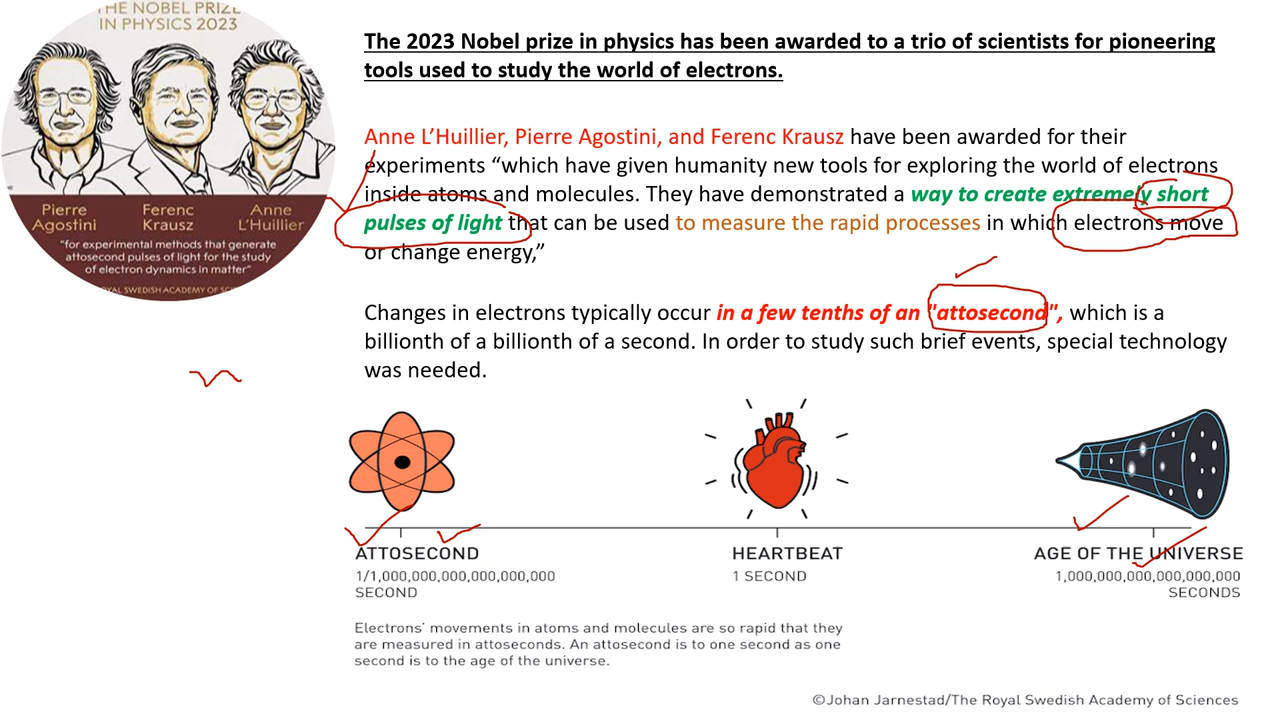 THE NOBEL PRIZE
IN PHYSICS 2023
Pierre Agostini
Ferenc Krausz
Anne L'Huillier
"for experimental methods that generate
attosecond pulses of light for the study
of electron dynamics in matter"
ROYAL SWEDISH ACADEMY OF
The 2023 Nobel prize in physics has been awarded to a trio of scientists for pioneering
tools used to study the world of electrons.
Anne L'Huillier, Pierre Agostini, and Ferenc Krausz have been awarded for their
experiments “which have given humanity new tools for exploring the world of electrons
inside atoms and molecules. They have demonstrated a way to create extremely short
pulses of light that can be used to measure the rapid processes in which electrons move
or change energy,”
Changes in electrons typically occur in a few tenths of an "attosecond", which is a
billionth of a billionth of a second. In order to study such brief events, special technology
was needed.
ATTOSECOND
1/1,000,000,000,000,000,000
SECOND
HEARTBEAT
1 SECOND
AGE OF THE UNIVERSE
1,000,000,000,000,000,000
SECONDS
Electrons’ movements in atoms and molecules are so rapid that they
are measured in attoseconds. An attosecond is to one second as one
second is to the age of the universe.
©Johan Jarnestad/The Royal Swedish Academy of Sciences